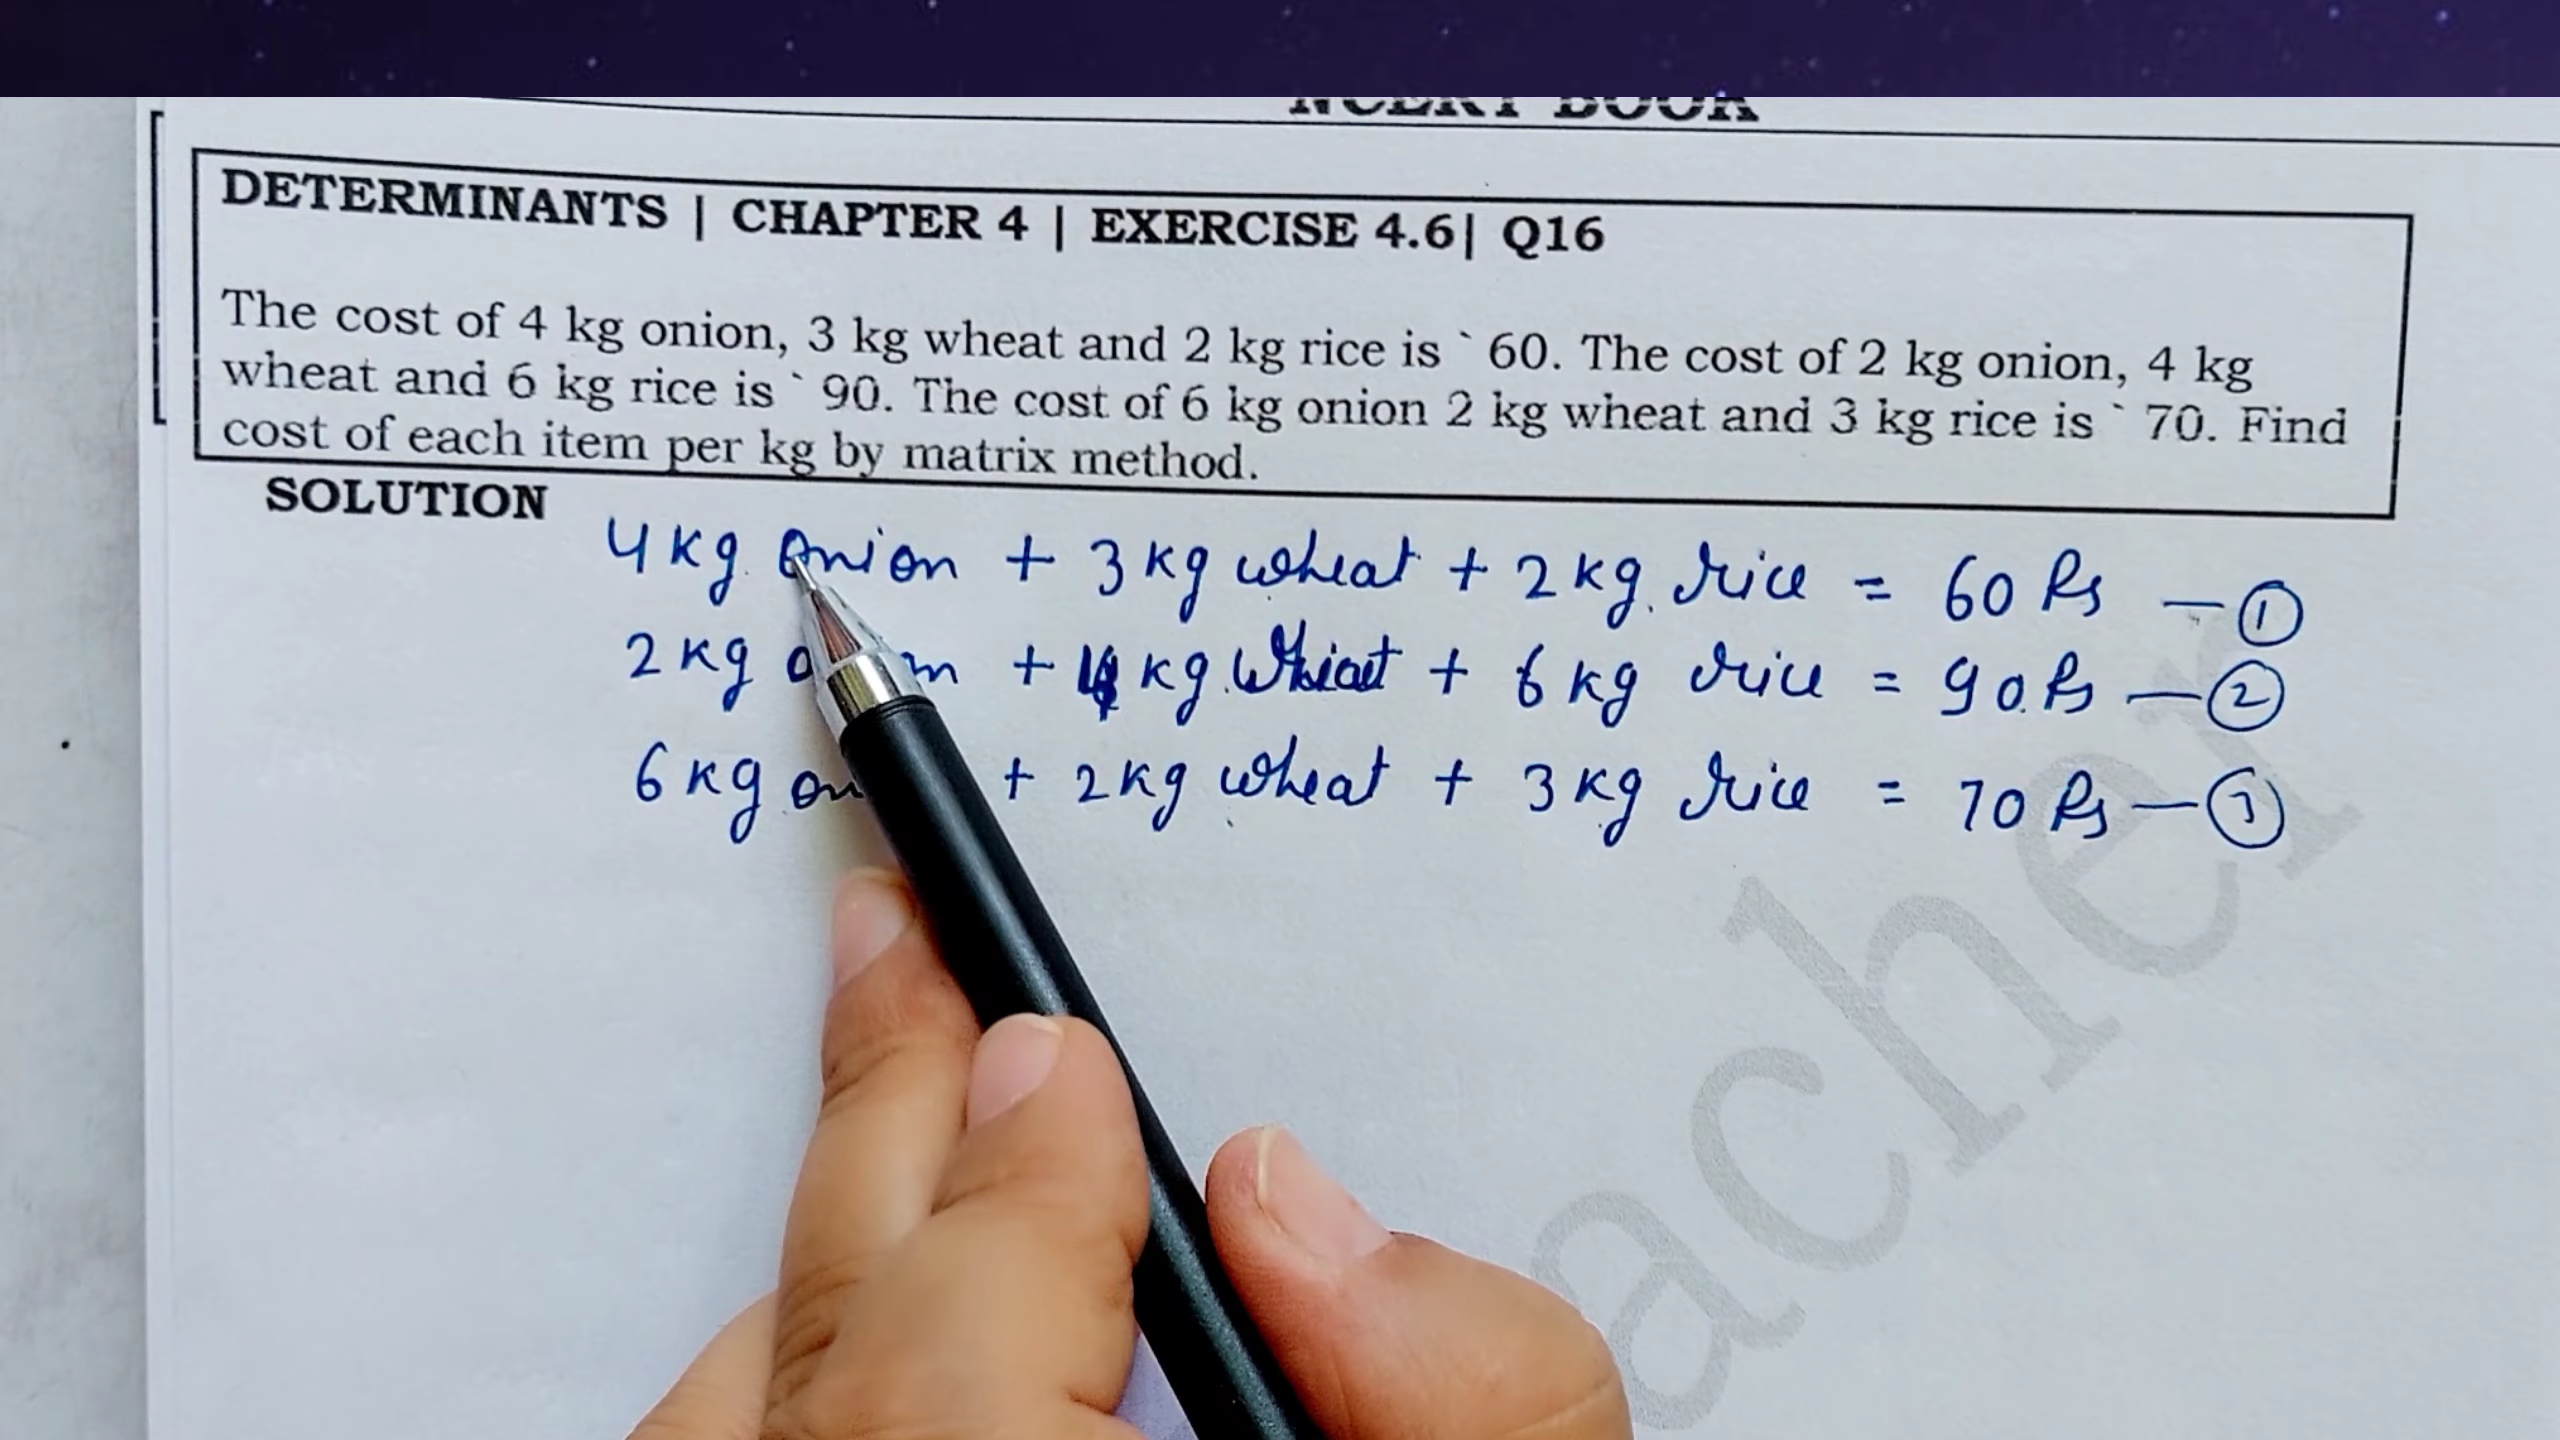 DETERMINANTS | CHAPTER 4 | EXERCISE 4.6| Q16
The cost of 4 kg onion, 3 kg wheat and 2 kg rice is ` 60. The cost of 2 kg onion, 4 kg
wheat and 6 kg rice is ` 90. The cost of 6 kg onion 2 kg wheat and 3 kg rice is ` 70. Find
cost of each item per kg by matrix method.
SOLUTION
4 kg onion + 3 kg wheat + 2 kg. rice = 60 Rs — ①
2 kg + 4 kg wheat + 6 kg rice = 90 Rs — ②
6 kg + 2 kg wheat + 3 kg rice = 70 Rs — ③